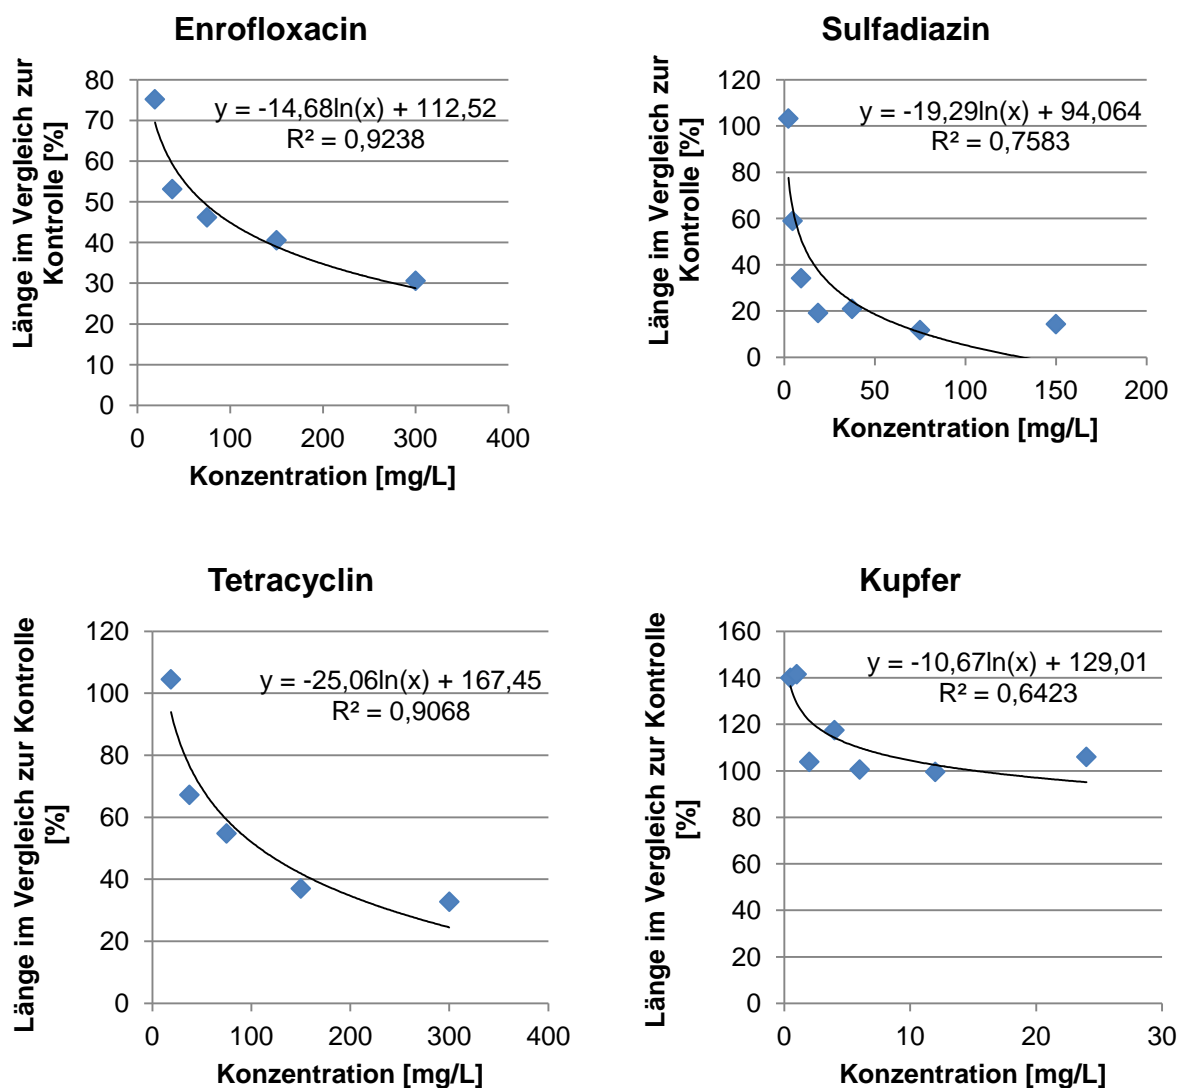 Enrofloxacin
Länge im Vergleich zur
Kontrolle [%]
80
70
60
50
40
30
20
10
0
y = -14,68ln(x) + 112,52
R² = 0,9238
0 100 200 300 400
Konzentration [mg/L]
Sulfadiazin
Länge im Vergleich zur
Kontrolle [%]
120
100
80
60
40
20
0
y = -19,29ln(x) + 94,064
R² = 0,7583
0 50 100 150 200
Konzentration [mg/L]
Tetracyclin
Länge im Vergleich zur Kontrolle
[%]
120
100
80
60
40
20
0
y = -25,06ln(x) + 167,45
R² = 0,9068
0 100 200 300 400
Konzentration [mg/L]
Kupfer
Länge im Vergleich zur Kontrolle
[%]
160
140
120
100
80
60
40
20
0
y = -10,67ln(x) + 129,01
R² = 0,6423
0 10 20 30
Konzentration [mg/L]